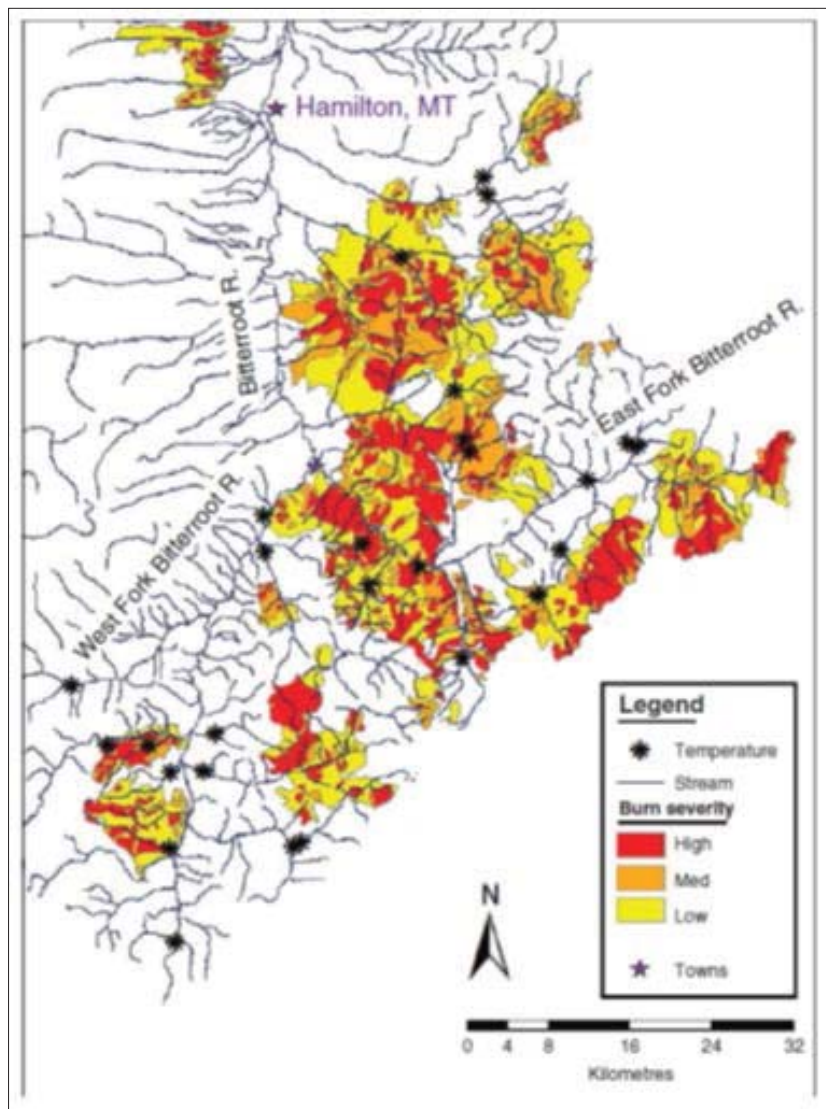 Hamilton, MT
Bitterroot R.
East Fork Bitterroot R.
West Fork Bitterroot R.
Legend
Temperature
Stream
Burn severity
High
Med
Low
Towns
N
0 4 8 16 24 32
Kilometres